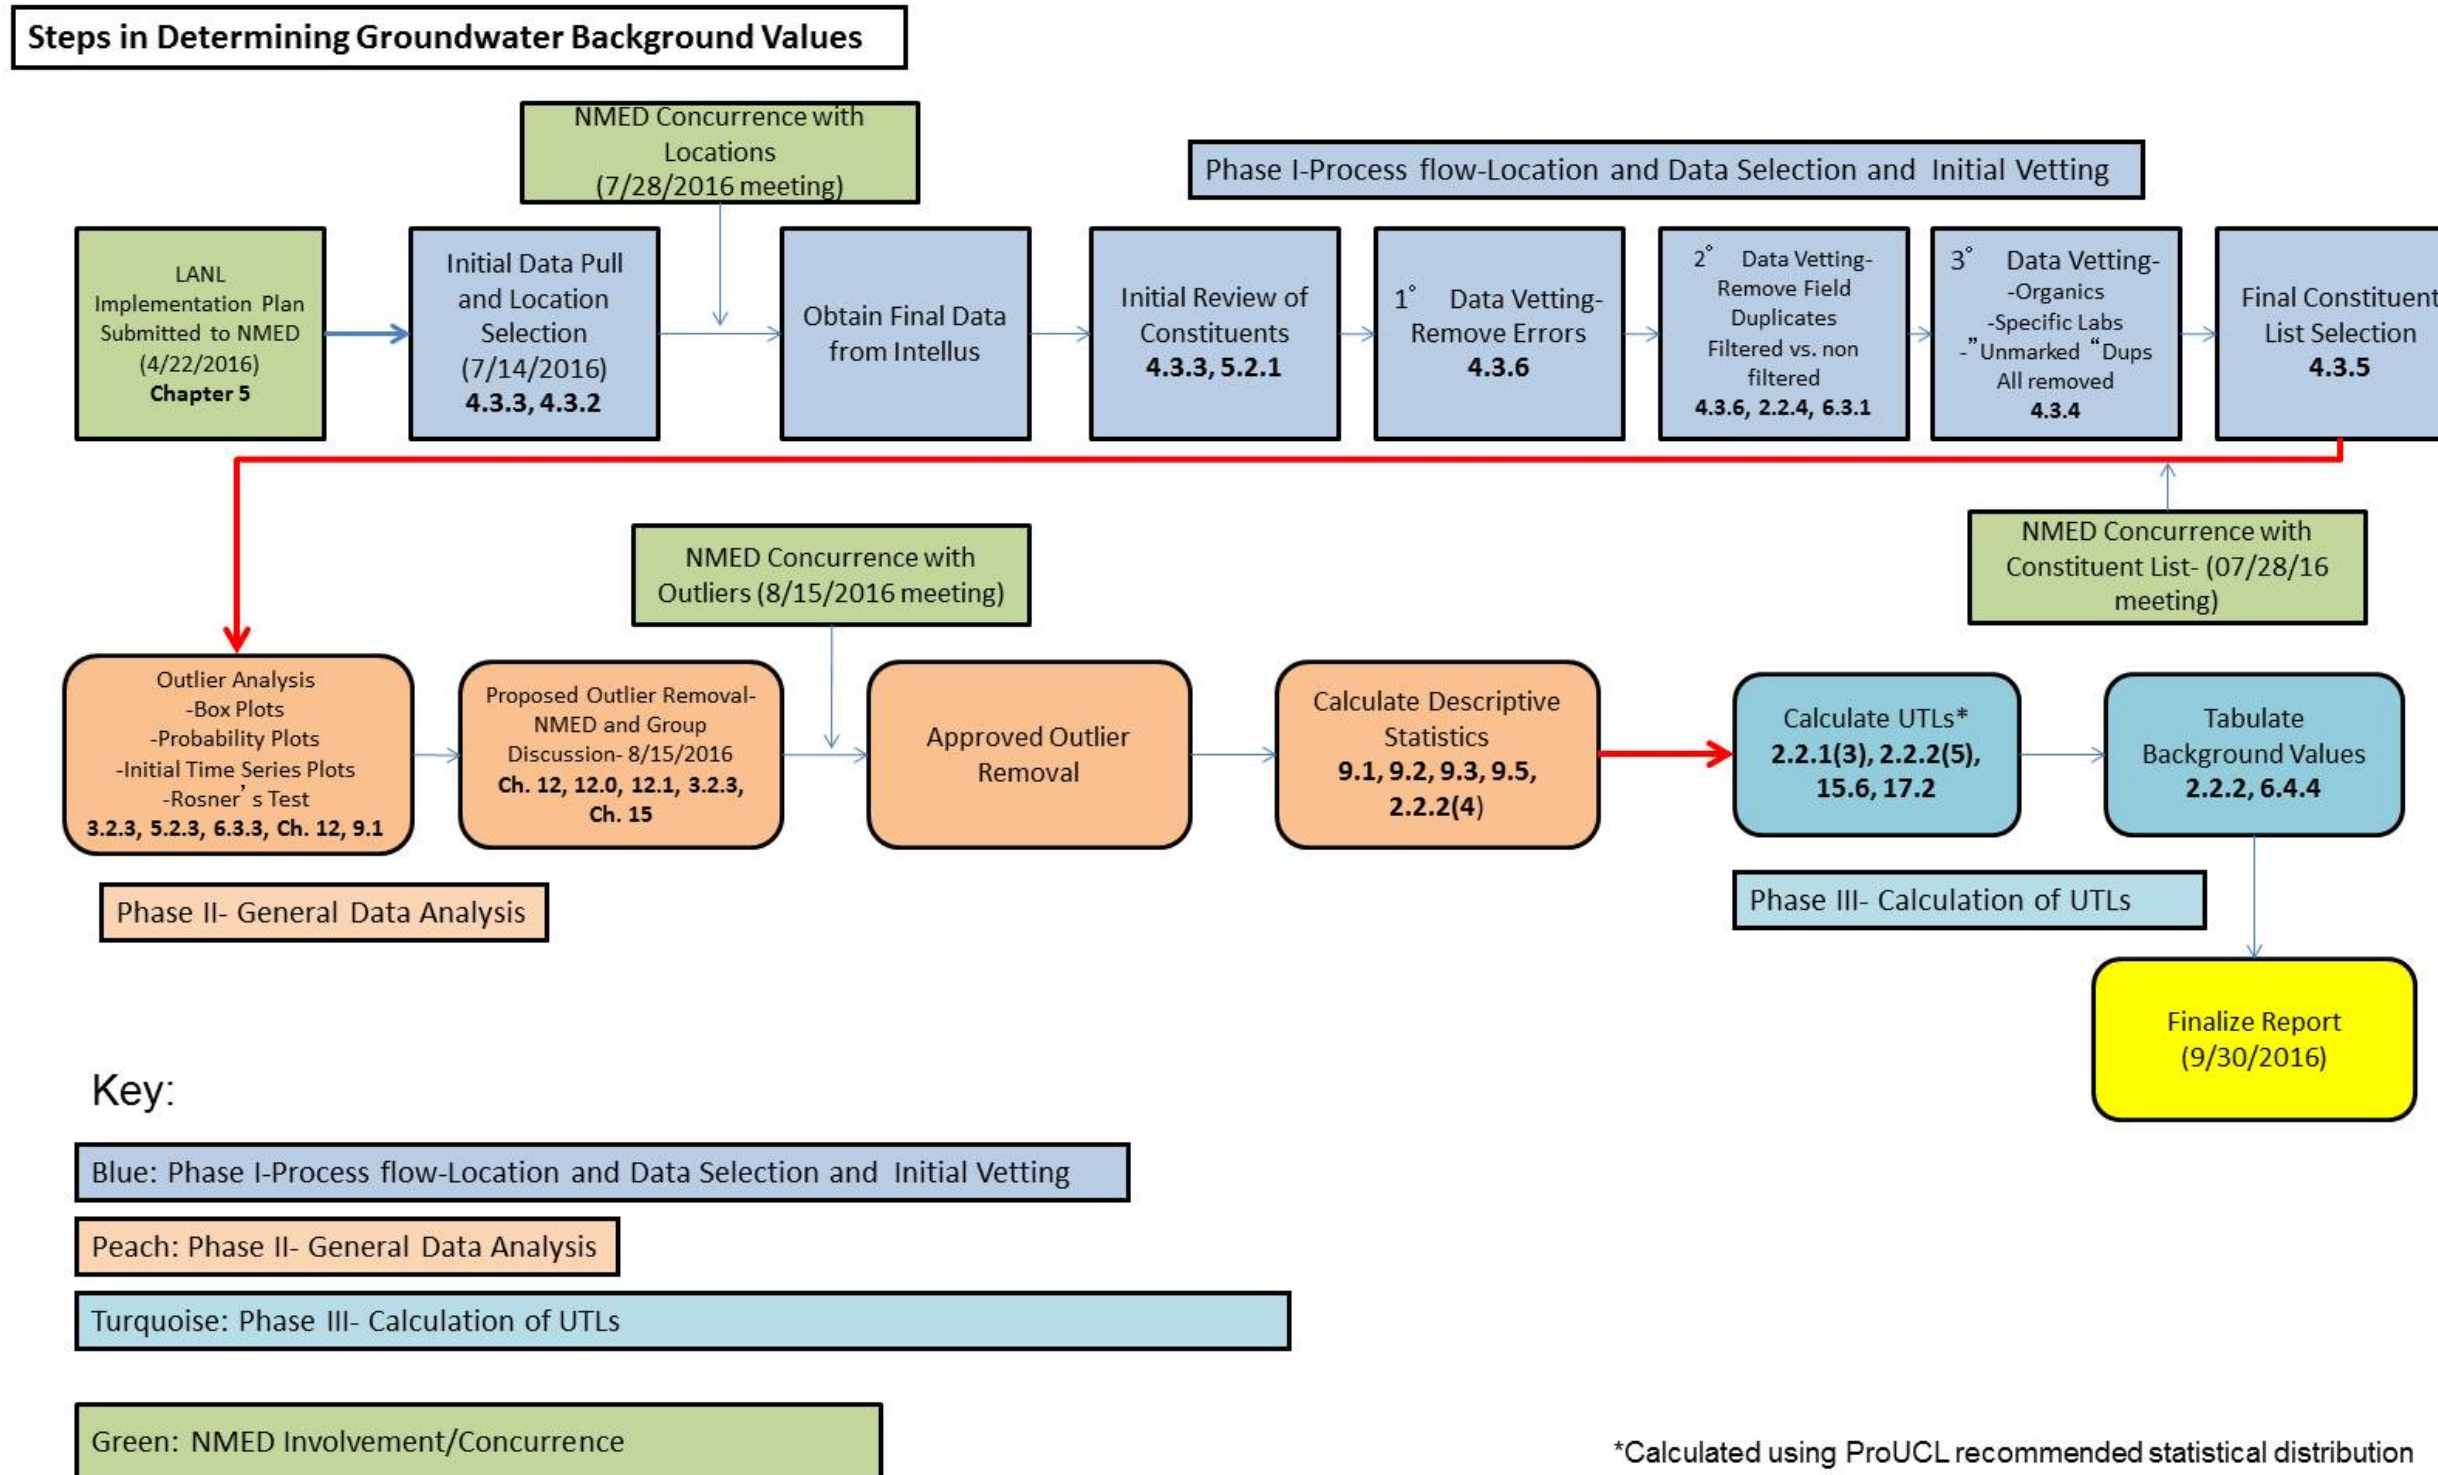 Steps in Determining Groundwater Background Values
NMED Concurrence with
Locations
(7/28/2016 meeting)
Phase I-Process flow-Location and Data Selection and Initial Vetting
LANL
Implementation Plan
Submitted to NMED
(4/22/2016)
Chapter 5
Initial Data Pull
and Location
Selection
(7/14/2016)
4.3.3, 4.3.2
Obtain Final Data
from Intellus
Initial Review of
Constituents
4.3.3, 5.2.1
1° Data Vetting-
Remove Errors
4.3.6
2° Data Vetting-
Remove Field
Duplicates
Filtered vs. non
filtered
4.3.6, 2.2.4, 6.3.1
3° Data Vetting-
-Organics
-Specific Labs
-”Unmarked “Dups
All removed
4.3.4
Final Constituent
List Selection
4.3.5
NMED Concurrence with
Outliers (8/15/2016 meeting)
NMED Concurrence with
Constituent List- (07/28/16
meeting)
Outlier Analysis
-Box Plots
-Probability Plots
-Initial Time Series Plots
-Rosner’s Test
3.2.3, 5.2.3, 6.3.3, Ch. 12, 9.1
Proposed Outlier Removal-
NMED and Group
Discussion- 8/15/2016
Ch. 12, 12.0, 12.1, 3.2.3,
Ch. 15
Approved Outlier
Removal
Calculate Descriptive
Statistics
9.1, 9.2, 9.3, 9.5,
2.2.2(4)
Calculate UTLs*
2.2.1(3), 2.2.2(5),
15.6, 17.2
Tabulate
Background Values
2.2.2, 6.4.4
Phase II- General Data Analysis
Phase III- Calculation of UTLs
Finalize Report
(9/30/2016)
Key:
Blue: Phase I-Process flow-Location and Data Selection and Initial Vetting
Peach: Phase II- General Data Analysis
Turquoise: Phase III- Calculation of UTLs
Green: NMED Involvement/Concurrence
*Calculated using ProUCL recommended statistical distribution